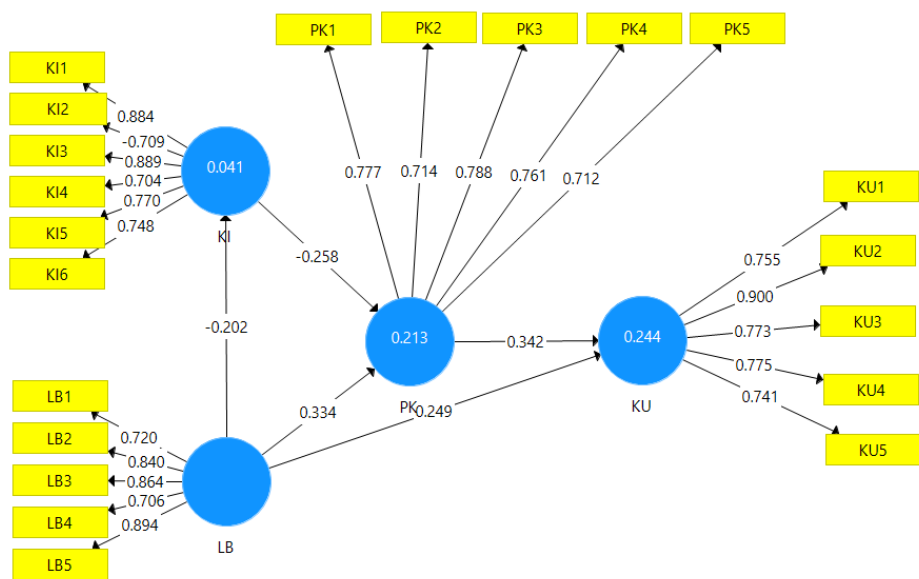 PK1
PK2
PK3
PK4
PK5
KI1
KI2
KI3
KI4
KI5
KI6
0.884
-0.709
0.889
0.704
0.770
0.748
0.041
KI
-0.258
-0.202
0.777
0.714
0.788
0.761
0.712
0.213
PK
0.342
0.334
0.249
0.244
KU
0.755
0.900
0.773
0.775
0.741
KU1
KU2
KU3
KU4
KU5
LB1
LB2
LB3
LB4
LB5
0.720
0.840
0.864
0.706
0.894
LB